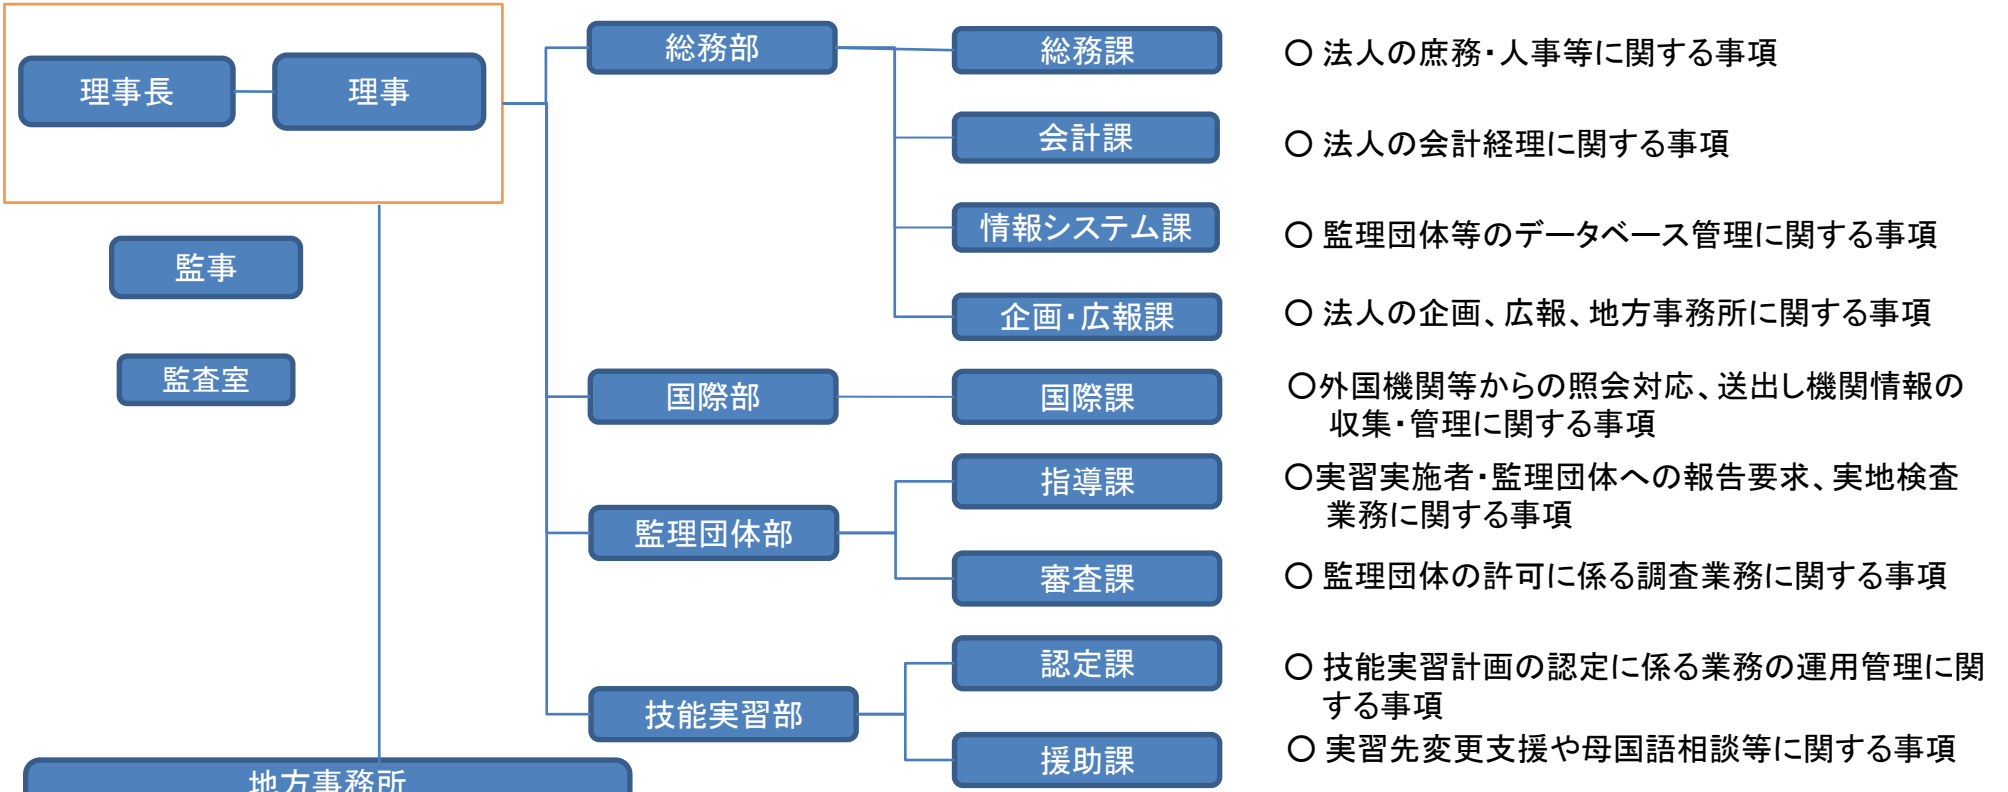 理事長
理事
監事
監査室
地方事務所
総務部
総務課
○ 法人の庶務・人事等に関する事項
会計課
○ 法人の会計経理に関する事項
情報システム課
○ 監理団体等のデータベース管理に関する事項
企画・広報課
○ 法人の企画、広報、地方事務所に関する事項
国際部
国際課
○外国機関等からの照会対応、送出し機関情報の
収集・管理に関する事項
監理団体部
指導課
○実習実施者・監理団体への報告要求、実地検査
業務に関する事項
審査課
○ 監理団体の許可に係る調査業務に関する事項
技能実習部
認定課
○ 技能実習計画の認定に係る業務の運用管理に関
する事項
援助課
○ 実習先変更支援や母国語相談等に関する事項